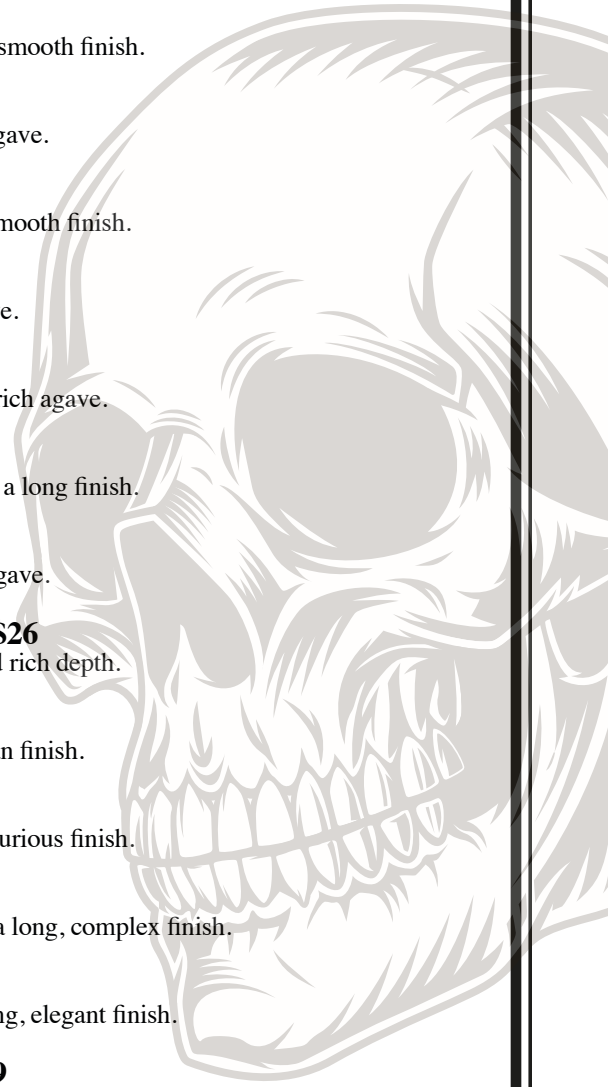 smooth finish.
gave.
mooth finish.
e.
rich agave.
a long finish.
gave.
$26
rich depth.
n finish.
urious finish.
a long, complex finish.
ng, elegant finish.
9